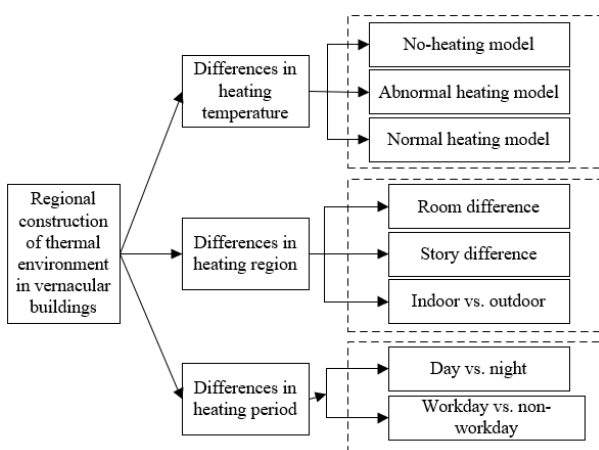 Regional
construction
of thermal
environment
in vernacular
buildings
Differences in
heating
temperature
No-heating model
Abnormal heating model
Normal heating model
Differences in
heating region
Room difference
Story difference
Indoor vs. outdoor
Differences in
heating period
Day vs. night
Workday vs. non-
workday